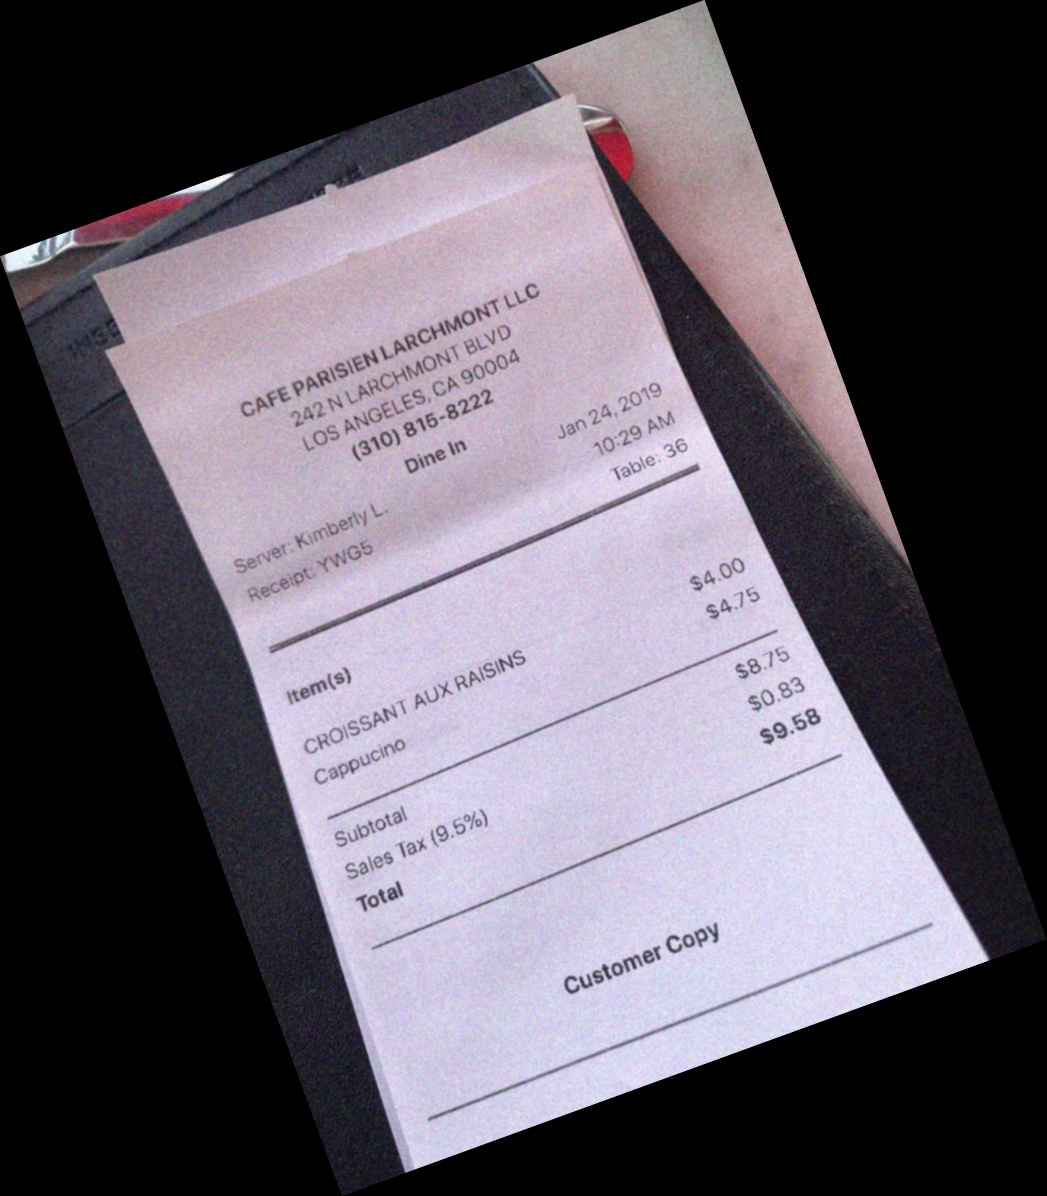 CAFE PARISIEN LARCHMONT LLC
242 N LARCHMONT BLVD
LOS ANGELES, CA 90004
(310) 815-8222
Dine In
Jan 24, 2019
Server: Kimberly L. 10:29 AM
Receipt: YWG5 Table: 36
Item(s)
CROISSANT AUX RAISINS $4.00
Cappucino $4.75
Subtotal $8.75
Sales Tax (9.5%) $0.83
Total $9.58
Customer Copy